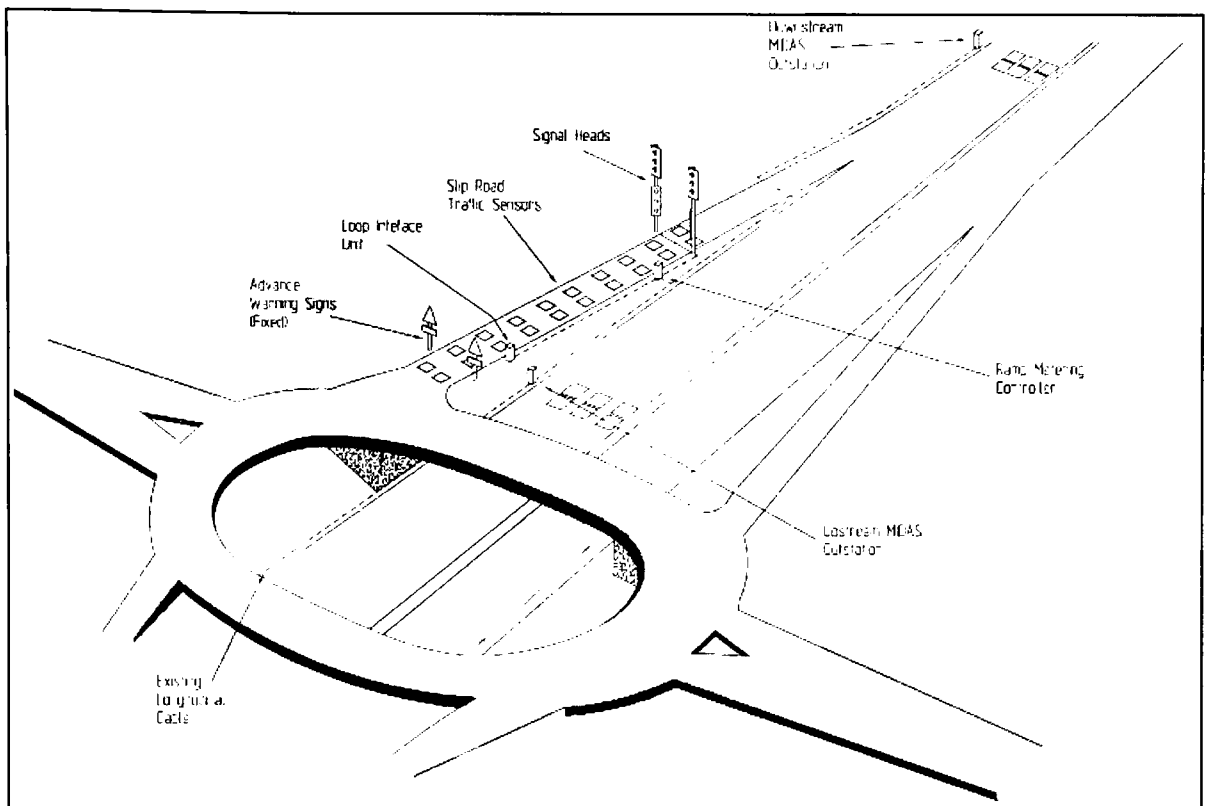 Downstream
MIDAS
Outstation
Signal Heads
Slip Road
Traffic Sensors
Loop Inteface
Unit
Advance
Warning Signs
(Fixed)
Ramp Metering
Controller
Upstream MIDAS
Outstation
Existing
Longitudinal
Cable